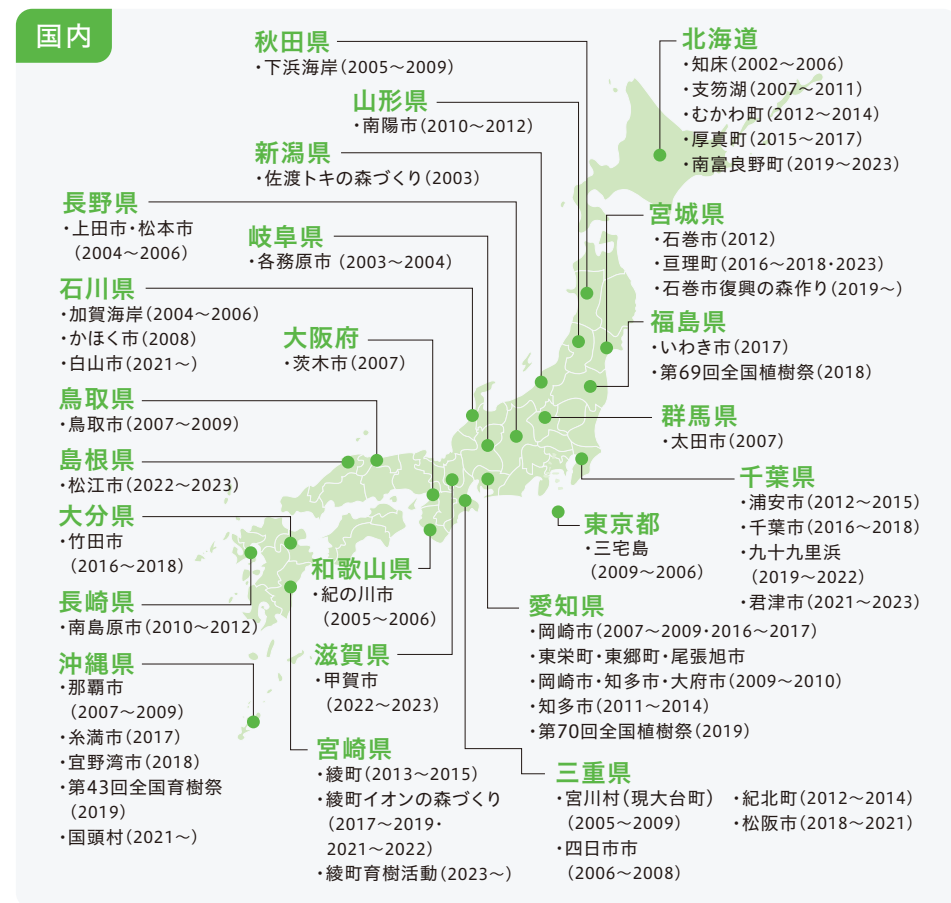 国内
秋田県
・下浜海岸(2005～2009)
山形県
・南陽市(2010～2012)
新潟県
・佐渡トキの森づくり(2003)
長野県
・上田市・松本市
(2004～2006)
岐阜県
・各務原市 (2003～2004)
石川県
・加賀海岸(2004～2006)
・かほく市(2008)
・白山市(2021～)
大阪府
・茨木市(2007)
鳥取県
・鳥取市(2007～2009)
島根県
・松江市(2022～2023)
大分県
・竹田市
(2016～2018)
長崎県
・南島原市(2010～2012)
沖縄県
・那覇市
(2007～2009)
・糸満市(2017)
・宜野湾市(2018)
・第43回全国育樹祭
(2019)
・国頭村(2021～)
和歌山県
・紀の川市
(2005～2006)
滋賀県
・甲賀市
(2022～2023)
宮崎県
・綾町(2013～2015)
・綾町イオンの森づくり
(2017～2019・
2021～2022)
・綾町育樹活動(2023～)
北海道
・知床(2002～2006)
・支笏湖(2007～2011)
・むかわ町(2012～2014)
・厚真町(2015～2017)
・南富良野町(2019～2023)
宮城県
・石巻市(2012)
・亘理町(2016～2018・2023)
・石巻市復興の森作り(2019～)
福島県
・いわき市(2017)
・第69回全国植樹祭(2018)
群馬県
・太田市(2007)
千葉県
・浦安市(2012～2015)
・千葉市(2016～2018)
・九十九里浜
(2019～2022)
・君津市(2021～2023)
東京都
・三宅島
(2009～2006)
愛知県
・岡崎市(2007～2009・2016～2017)
・東栄町・東郷町・尾張旭市
・岡崎市・知多市・大府市(2009～2010)
・知多市(2011～2014)
・第70回全国植樹祭(2019)
三重県
・宮川村(現大台町)
(2005～2009)
・四日市市
(2006～2008)
・紀北町(2012～2014)
・松阪市(2018～2021)